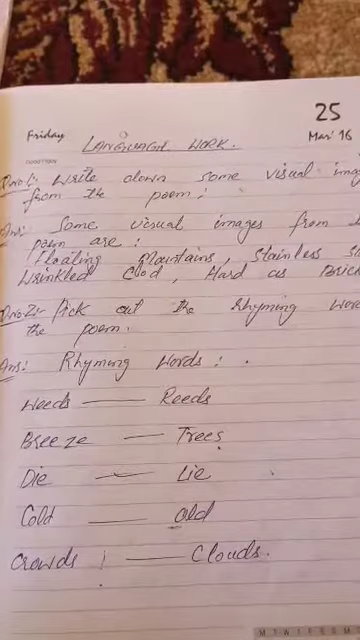 25
Friday
Mar' 16
LANGUAGE WORK.
Qno1:- Write down some visual
from the poem:
Ans: Some visual images from
poem are:
Floating Mountains, Stainless
Wrinkled Clod, Hard as Brick
Qno2:- Pick out the rhyming
the poem.
Ans: Rhyming words:
Weeds — Reeds
Breeze — Trees
Die — Lie
Cold — Old
Crowds — Clouds.
M T W T F S S M